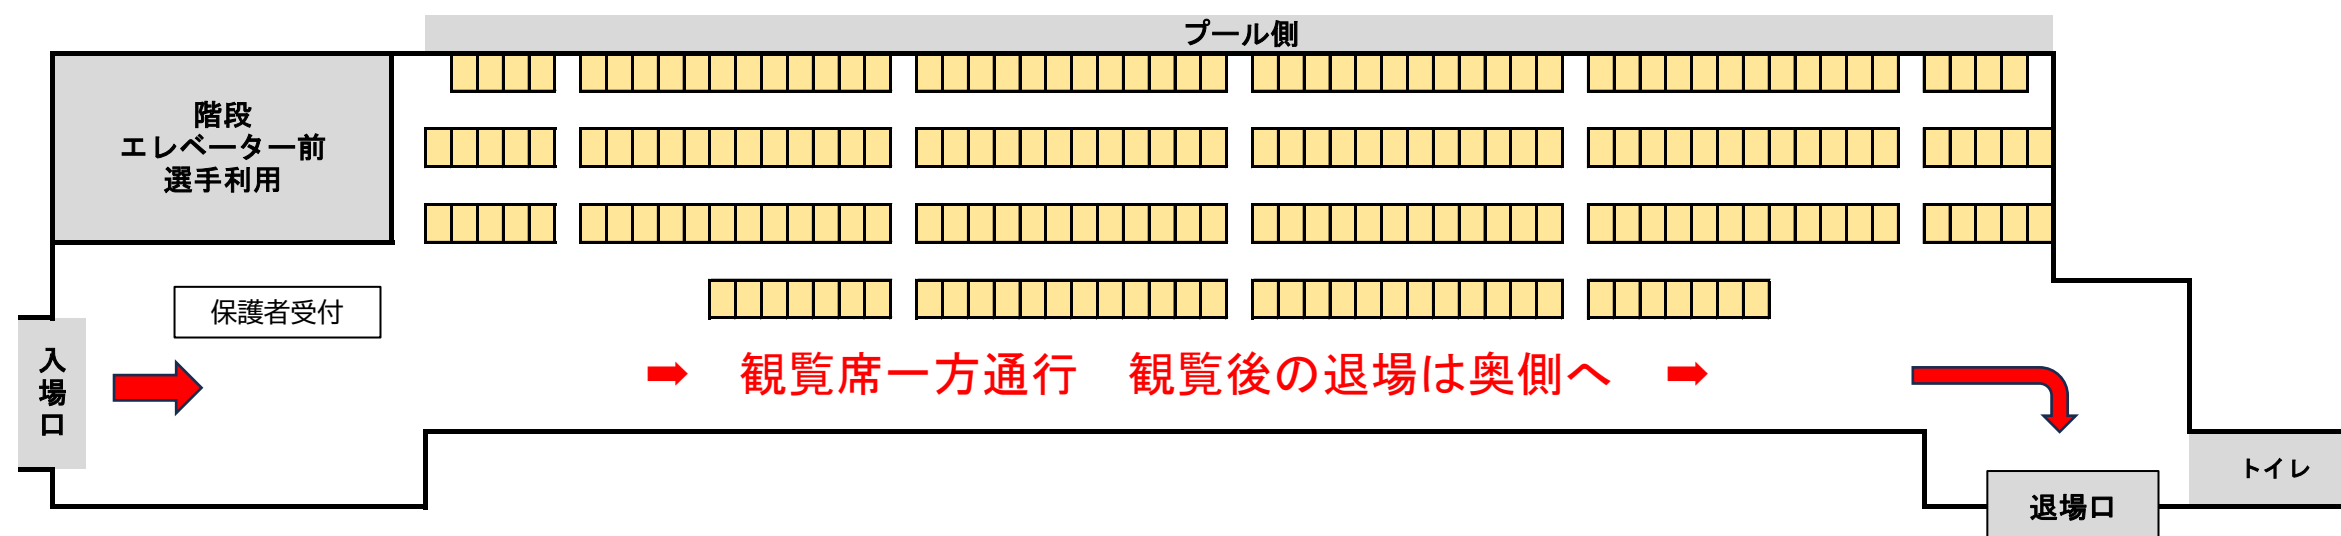 プール側
階段
エレベーター前
選手利用
保護者受付
入場口
➡ 観覧席一方通行 観覧後の退場は奥側へ ➡
トイレ
退場口